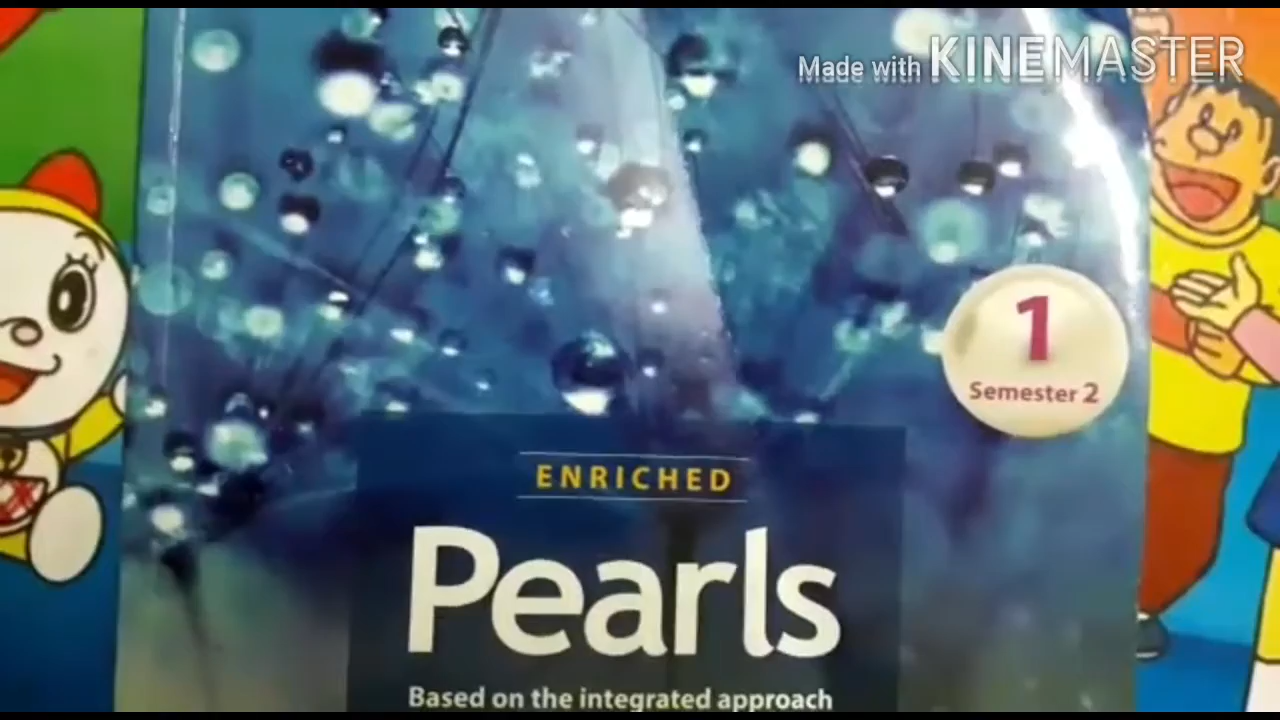 Made with KINEMASTER
1
Semester 2
ENRICHED
Pearls
Based on the integrated approach